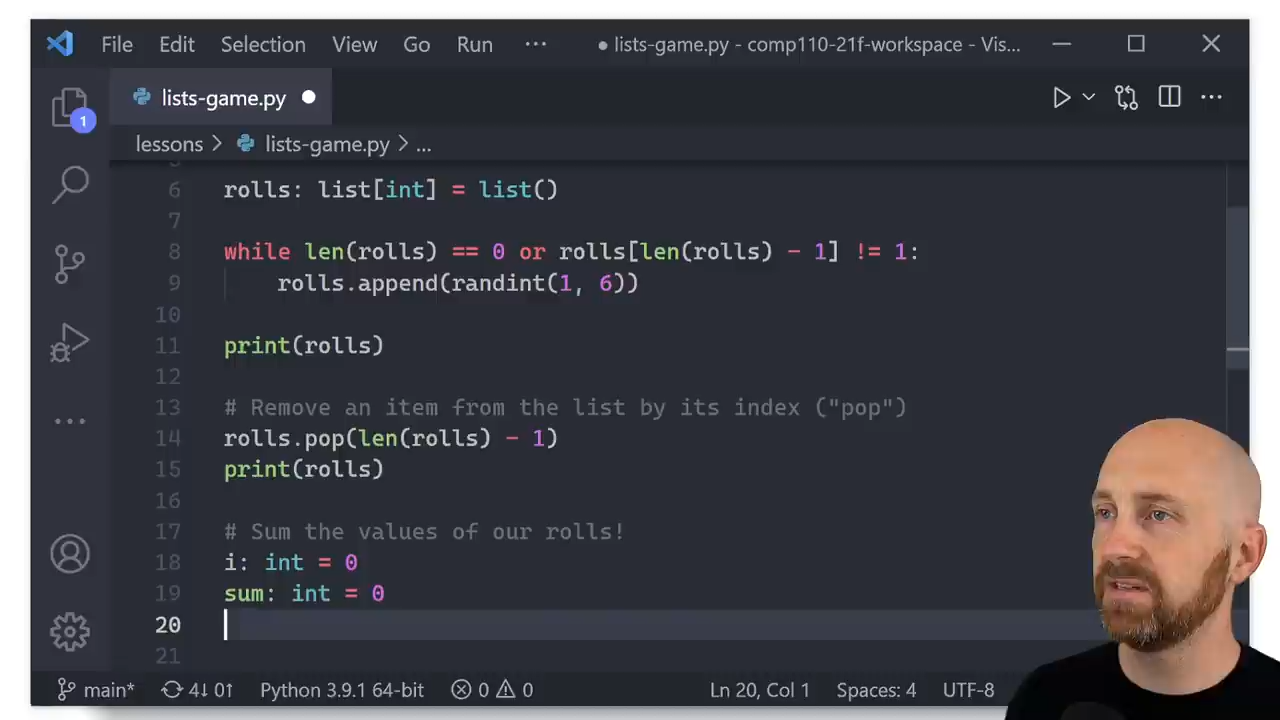 File Edit Selection View Go Run ··· ● lists-game.py - comp110-21f-workspace - Vis...
lists-game.py
1
lessons > lists-game.py > ...
6 rolls: list[int] = list()
7
8 while len(rolls) == 0 or rolls[len(rolls) - 1] != 1:
9 rolls.append(randint(1, 6))
10
11 print(rolls)
12
13 # Remove an item from the list by its index ("pop")
14 rolls.pop(len(rolls) - 1)
15 print(rolls)
16
17 # Sum the values of our rolls!
18 i: int = 0
19 sum: int = 0
20
21
main* 4↓ 0↑ Python 3.9.1 64-bit 0 0 Ln 20, Col 1 Spaces: 4 UTF-8